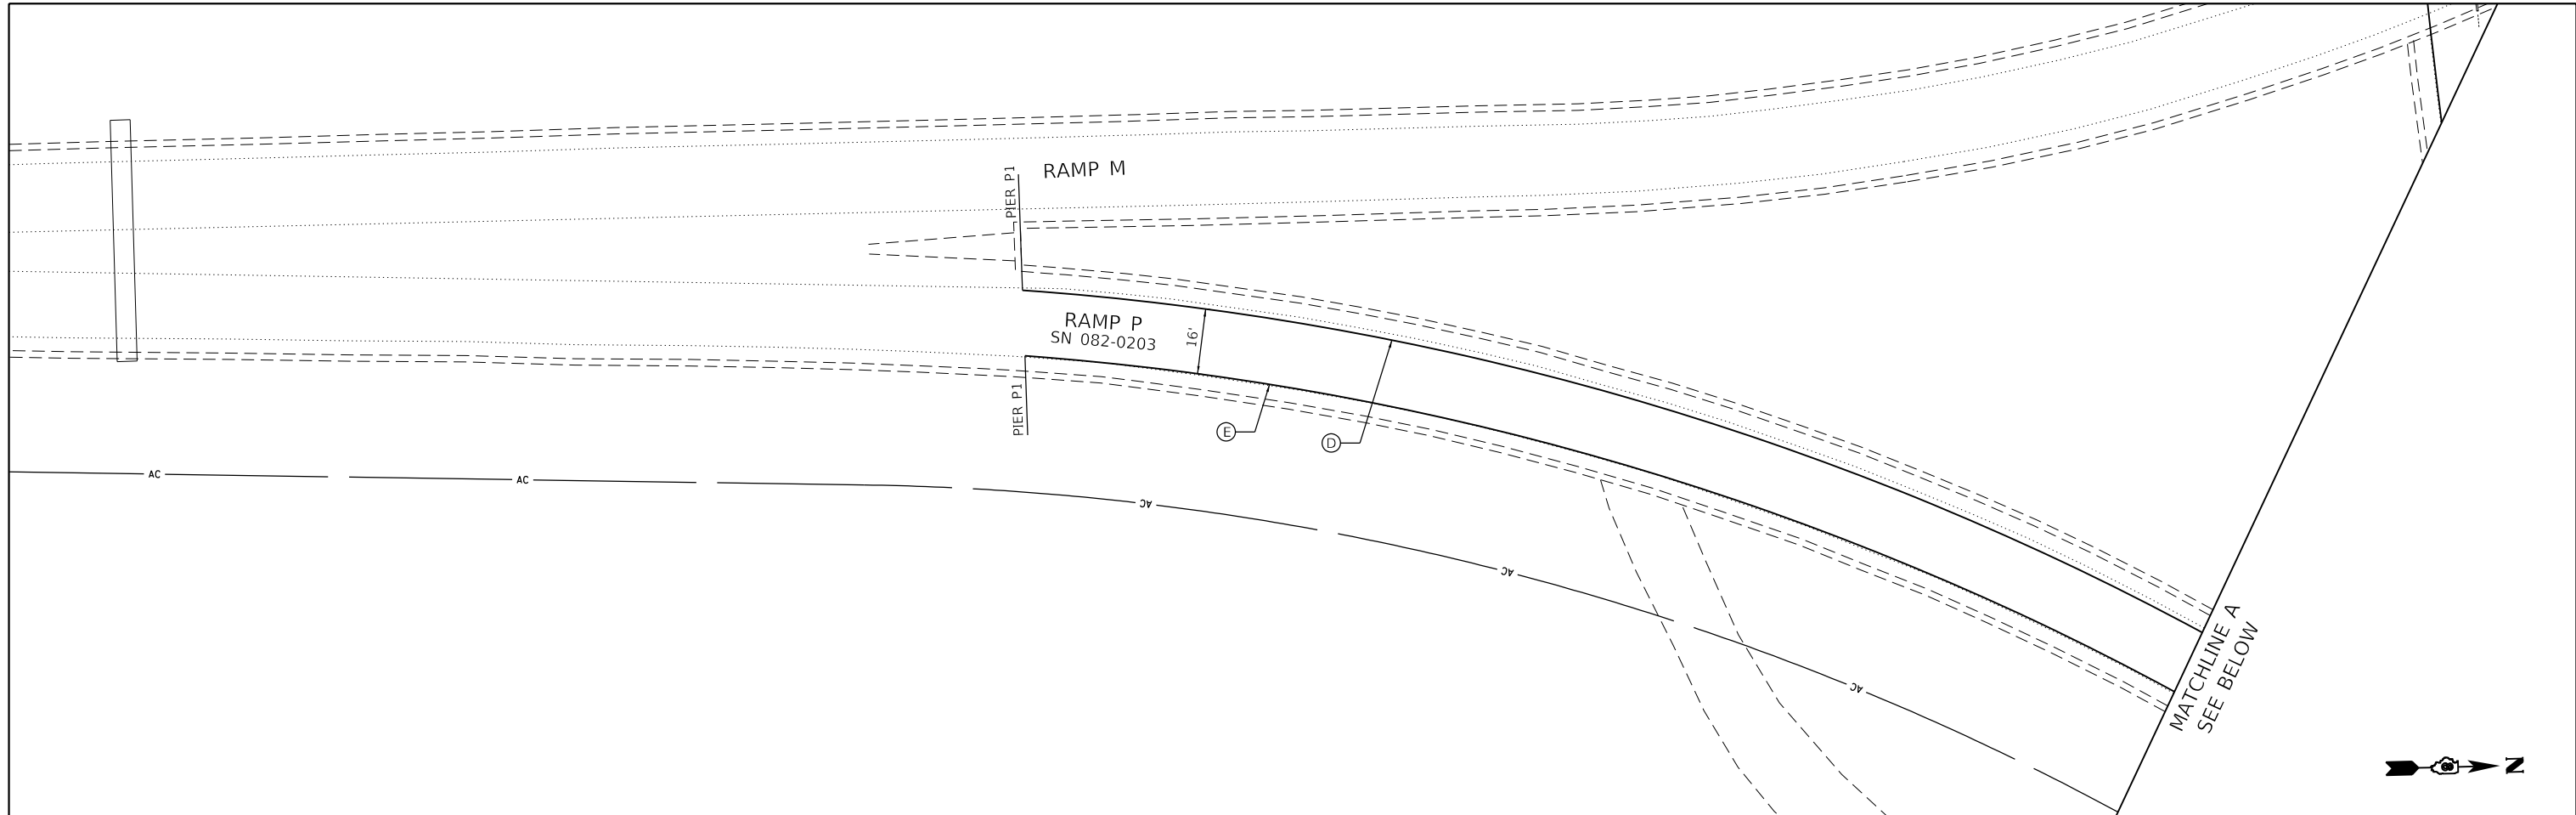 PIER P1
RAMP M
RAMP P
SN 082-0203
16'
PIER P1
E
D
AC
AC
AC
AC
AC
MATCHLINE A
SEE BELOW
N